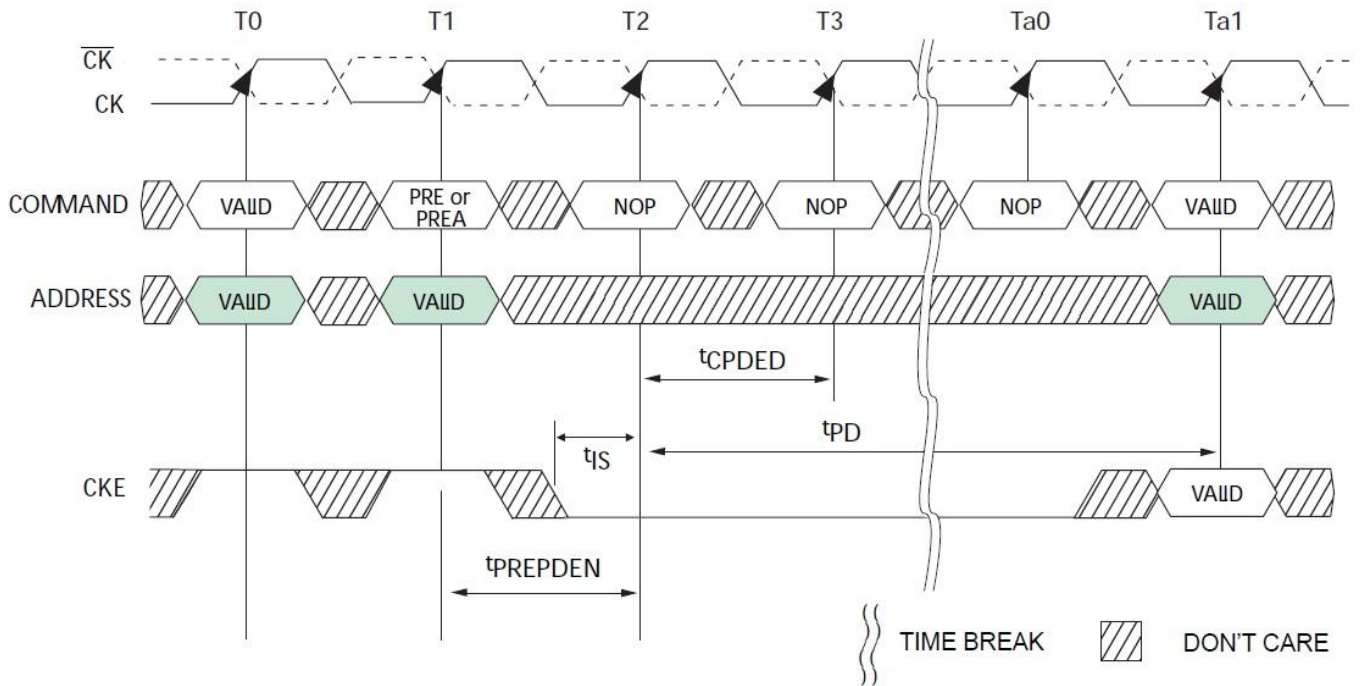 T0 T1 T2 T3 Ta0 Ta1
CK
CK
COMMAND VALID PRE or PREA NOP NOP NOP VALID
ADDRESS VALID VALID VALID
tCPDED
tPD
tIS
CKE VALID
tPREPDEN
TIME BREAK DON'T CARE